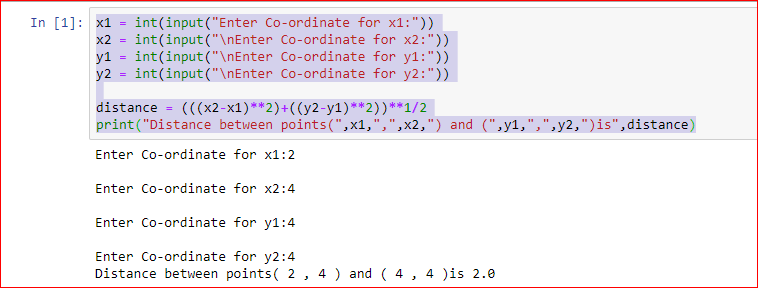 In [1]: x1 = int(input("Enter Co-ordinate for x1:"))
x2 = int(input("\nEnter Co-ordinate for x2:"))
y1 = int(input("\nEnter Co-ordinate for y1:"))
y2 = int(input("\nEnter Co-ordinate for y2:"))
distance = (((x2-x1)**2)+((y2-y1)**2))**1/2
print("Distance between points(",x1,",",x2,") and (",y1,",",y2,")is",distance)
Enter Co-ordinate for x1:2
Enter Co-ordinate for x2:4
Enter Co-ordinate for y1:4
Enter Co-ordinate for y2:4
Distance between points( 2 , 4 ) and ( 4 , 4 )is 2.0